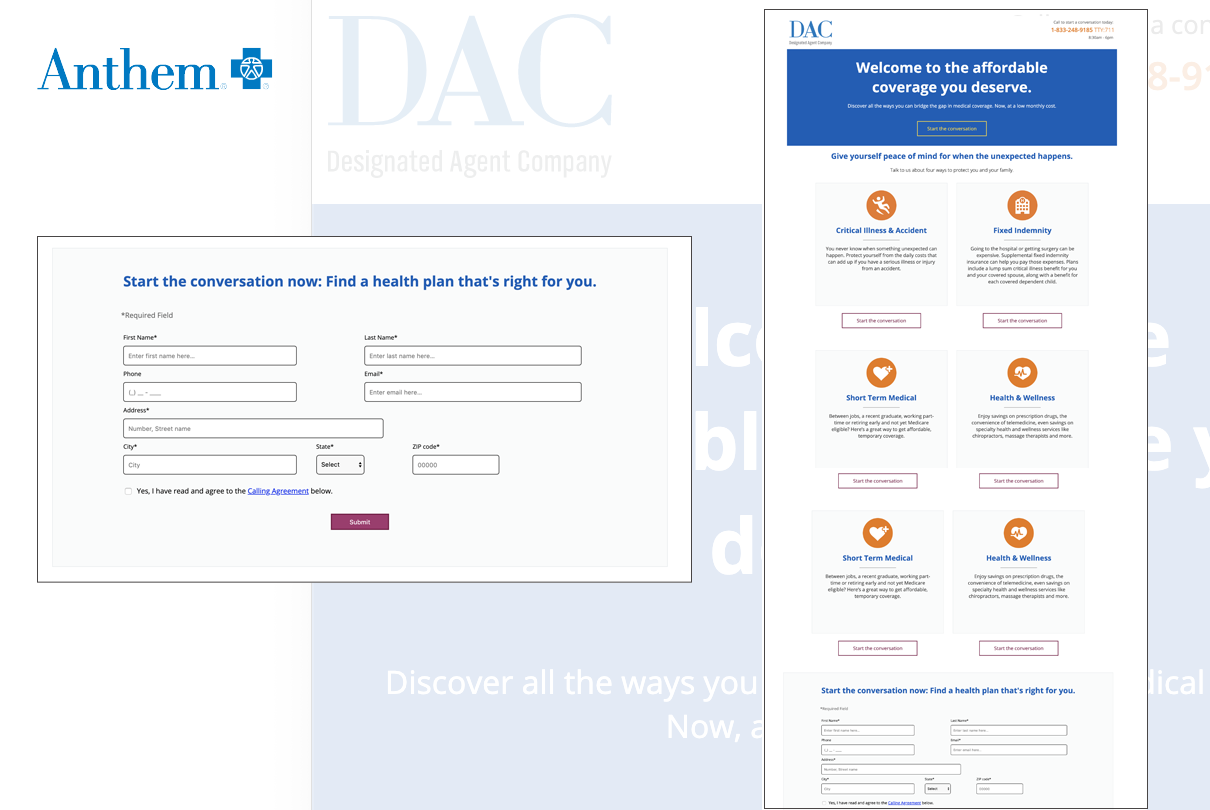 Anthem
DAC
Designated Agent Company
Discover all the ways you
dical
Now, a
a con
8-91
lco
e
bl
e y
d
Start the conversation now: Find a health plan that's right for you.
*Required Field
First Name*
Last Name*
Enter first name here...
Enter last name here...
Phone
Email*
(_) __ - ___
Enter email here...
Address*
Number, Street name
City*
State*
ZIP code*
City
Select
00000
Yes, I have read and agree to the Calling Agreement below.
Submit
DAC
Designated Agent Company
Call to start a conversation today:
1-833-248-9185 TTY:711
8:30am - 6pm
Welcome to the affordable
coverage you deserve.
Discover all the ways you can bridge the gap in medical coverage. Now, at a low monthly cost.
Start the conversation
Give yourself peace of mind for when the unexpected happens.
Talk to us about four ways to protect you and your family.
Critical Illness & Accident
You never know when something unexpected can
happen. Protect yourself from the daily costs that
can add up if you have a serious illness or injury
from an accident.
Start the conversation
Fixed Indemnity
Going to the hospital or getting surgery can be
expensive. Supplemental fixed indemnity
insurance can help you pay those expenses. Plans
include a lump sum critical illness benefit for you
and your covered spouse, along with a benefit for
each covered dependent child.
Start the conversation
Short Term Medical
Between jobs, a recent graduate, working part-
time or retiring early and not yet Medicare
eligible? Here's a great way to get affordable,
temporary coverage.
Start the conversation
Health & Wellness
Enjoy savings on prescription drugs, the
convenience of telemedicine, even savings on
specialty health and wellness services like
chiropractors, massage therapists and more.
Start the conversation
Short Term Medical
Between jobs, a recent graduate, working part-
time or retiring early and not yet Medicare
eligible? Here's a great way to get affordable,
temporary coverage.
Start the conversation
Health & Wellness
Enjoy savings on prescription drugs, the
convenience of telemedicine, even savings on
specialty health and wellness services like
chiropractors, massage therapists and more.
Start the conversation
Start the conversation now: Find a health plan that's right for you.
*Required Field
First Name*
Last Name*
Enter first name here...
Enter last name here...
Phone
Email*
(_) __ - ___
Enter email here...
Address*
Number, Street name
City*
State*
ZIP code*
City
Select
00000
Yes, I have read and agree to the Calling Agreement below.